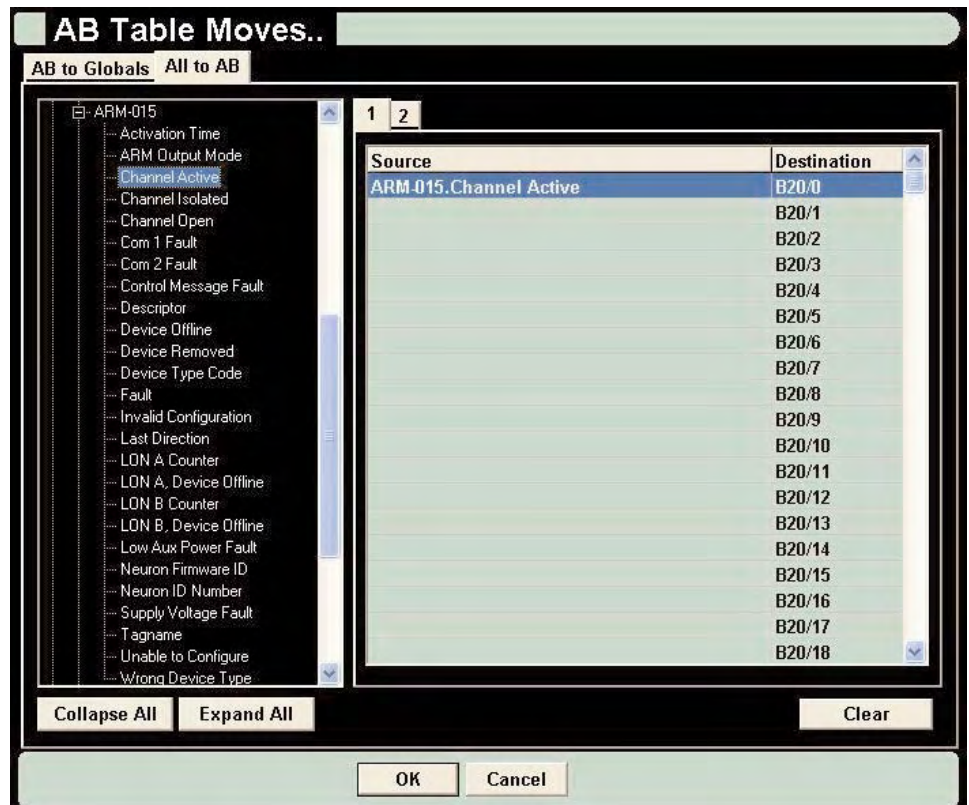 AB Table Moves..
AB to Globals All to AB
ARM-015
Activation Time
ARM Output Mode
Channel Active
Channel Isolated
Channel Open
Com 1 Fault
Com 2 Fault
Control Message Fault
Descriptor
Device Offline
Device Removed
Device Type Code
Fault
Invalid Configuration
Last Direction
LON A Counter
LON A, Device Offline
LON B Counter
LON B, Device Offline
Low Aux Power Fault
Neuron Firmware ID
Neuron ID Number
Supply Voltage Fault
Tagname
Unable to Configure
Wrong Device Type
1 2
Source Destination
ARM-015.Channel Active B20/0
B20/1
B20/2
B20/3
B20/4
B20/5
B20/6
B20/7
B20/8
B20/9
B20/10
B20/11
B20/12
B20/13
B20/14
B20/15
B20/16
B20/17
B20/18
Collapse All Expand All Clear
OK Cancel